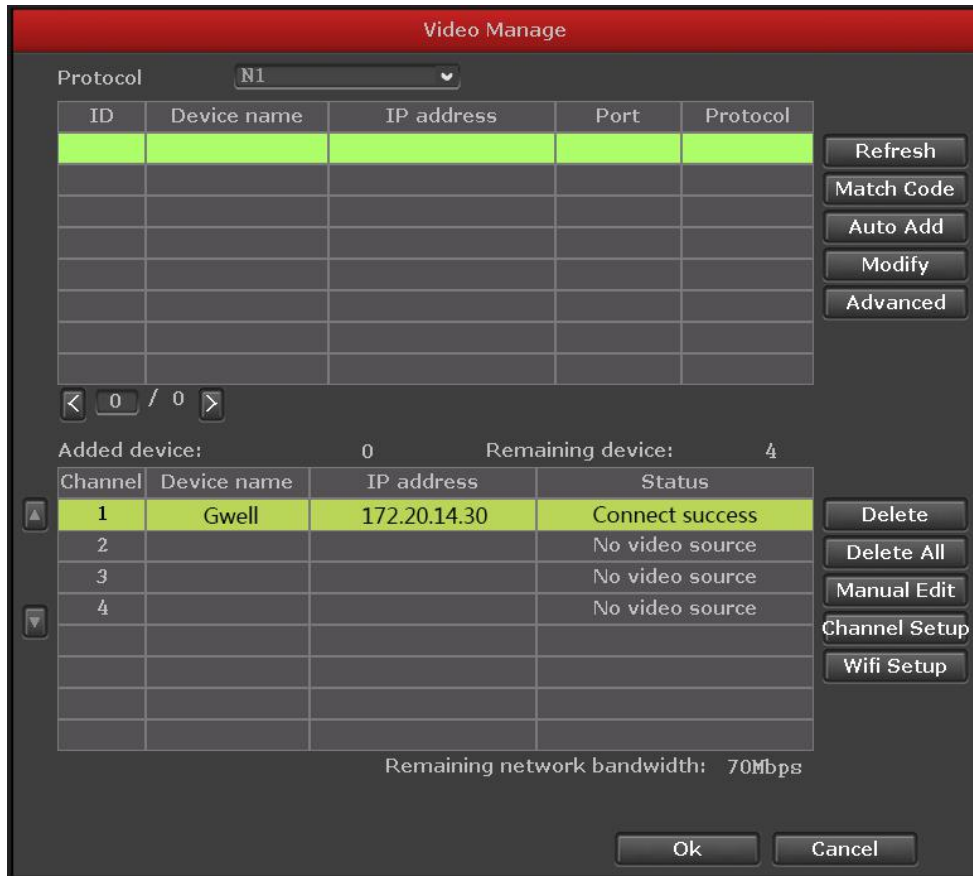 Video Manage
Protocol N1
ID Device name IP address Port Protocol
Refresh
Match Code
Auto Add
Modify
Advanced
< 0 / 0 >
Added device: 0 Remaining device: 4
Channel Device name IP address Status
1 Gwell 172.20.14.30 Connect success Delete
2 No video source Delete All
3 No video source Manual Edit
4 No video source Channel Setup
Wifi Setup
Remaining network bandwidth: 70Mbps
Ok Cancel